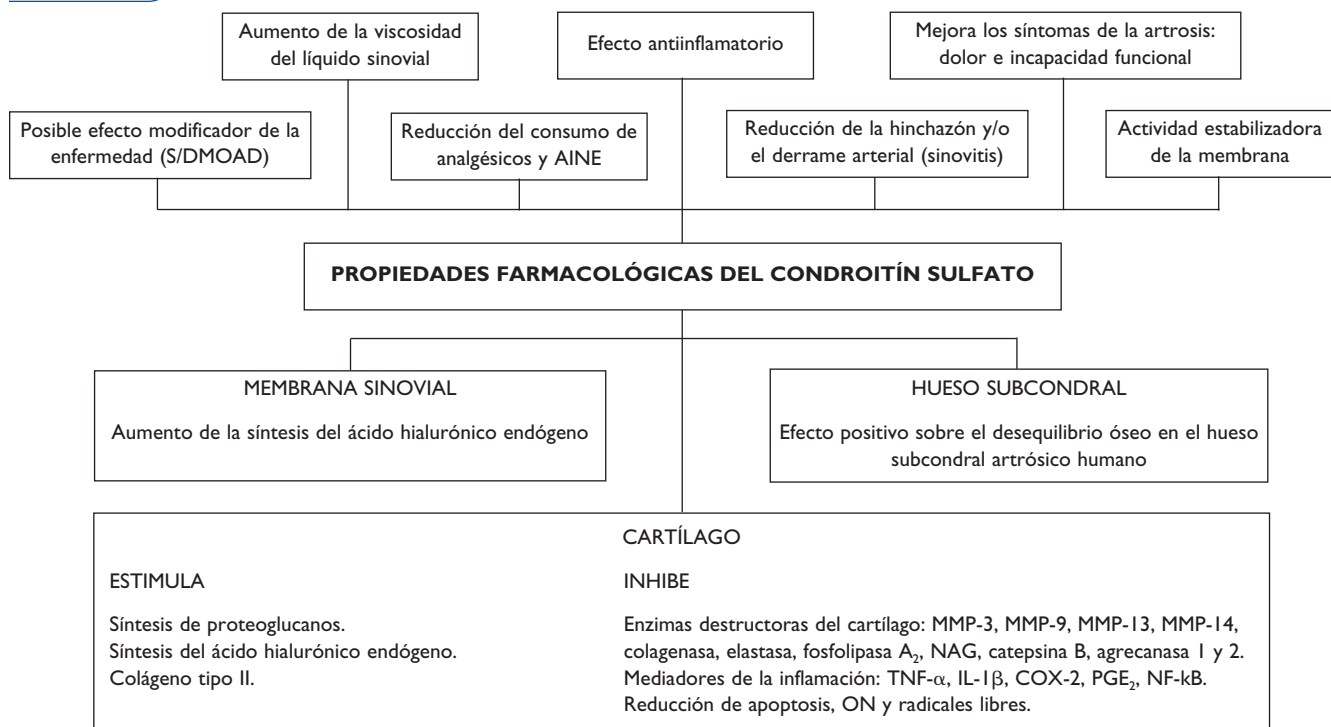 Aumento de la viscosidad
del líquido sinovial
Efecto antiinflamatorio
Mejora los síntomas de la artrosis:
dolor e incapacidad funcional
Posible efecto modificador de la
enfermedad (S/DMOAD)
Reducción del consumo de
analgésicos y AINE
Reducción de la hinchazón y/o
el derrame arterial (sinovitis)
Actividad estabilizadora
de la membrana
PROPIEDADES FARMACOLÓGICAS DEL CONDROITÍN SULFATO
MEMBRANA SINOVIAL
Aumento de la síntesis del ácido hialurónico endógeno
HUESO SUBCONDRAL
Efecto positivo sobre el desequilibrio óseo en el hueso
subcondral artrósico humano
CARTÍLAGO
ESTIMULA
Síntesis de proteoglucanos.
Síntesis del ácido hialurónico endógeno.
Colágeno tipo II.
INHIBE
Enzimas destructoras del cartílago: MMP-3, MMP-9, MMP-13, MMP-14,
colagenasa, elastasa, fosfolipasa A₂, NAG, catepsina B, agrecanasa 1 y 2.
Mediadores de la inflamación: TNF-α, IL-1β, COX-2, PGE₂, NF-kB.
Reducción de apoptosis, ON y radicales libres.